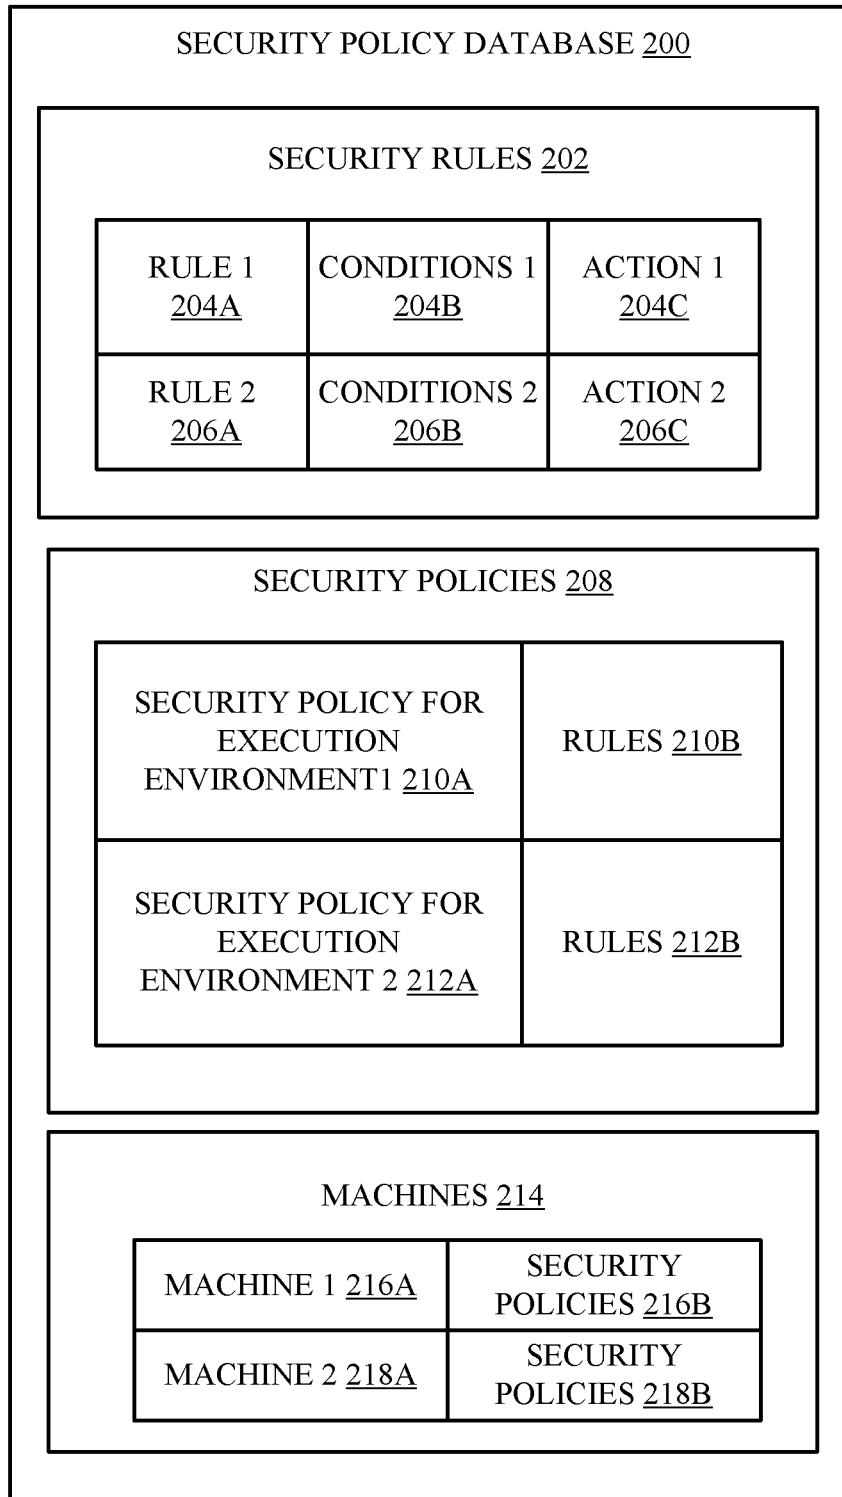 SECURITY POLICY DATABASE 200
SECURITY RULES 202
RULE 1
204A
CONDITIONS 1
204B
ACTION 1
204C
RULE 2
206A
CONDITIONS 2
206B
ACTION 2
206C
SECURITY POLICIES 208
SECURITY POLICY FOR
EXECUTION
ENVIRONMENT1 210A
RULES 210B
SECURITY POLICY FOR
EXECUTION
ENVIRONMENT 2 212A
RULES 212B
MACHINES 214
MACHINE 1 216A
SECURITY
POLICIES 216B
MACHINE 2 218A
SECURITY
POLICIES 218B